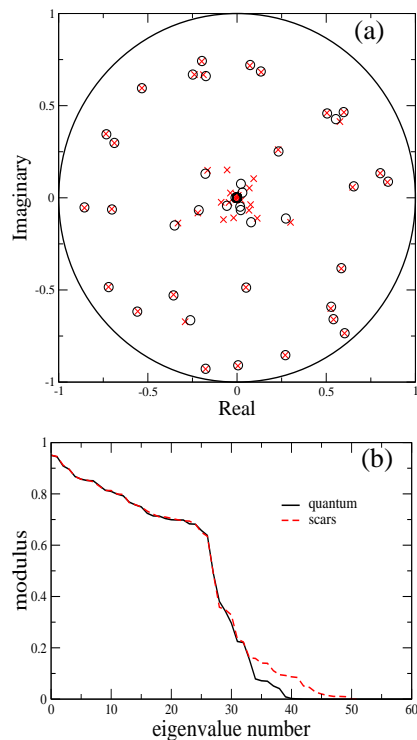 (a)
1
0.5
0
-0.5
-1
Imaginary
-1 -0.5 0 0.5 1
Real
(b)
1
0.8
0.6
0.4
0.2
0
modulus
quantum
scars
0 10 20 30 40 50 60
eigenvalue number